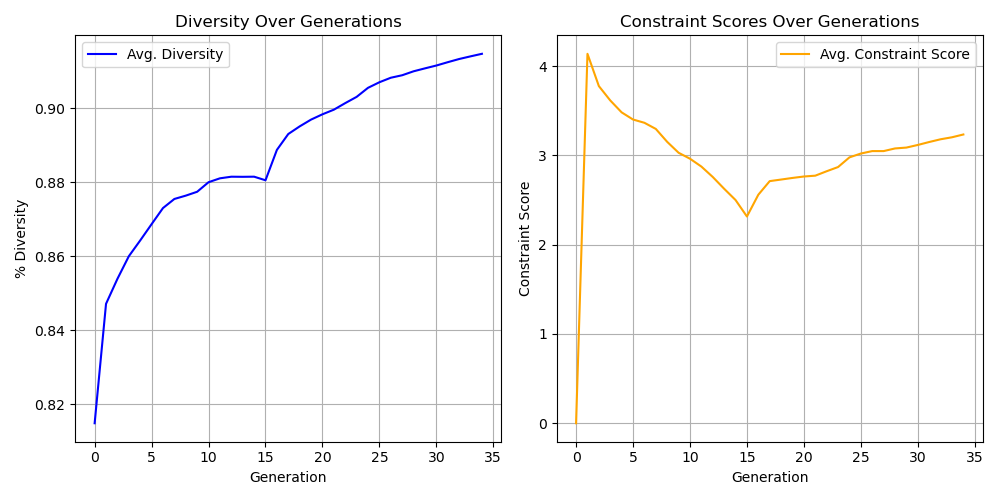 Diversity Over Generations
Avg. Diversity
% Diversity
0.90
0.88
0.86
0.84
0.82
0 5 10 15 20 25 30 35
Generation
Constraint Scores Over Generations
Avg. Constraint Score
Constraint Score
4
3
2
1
0
0 5 10 15 20 25 30 35
Generation